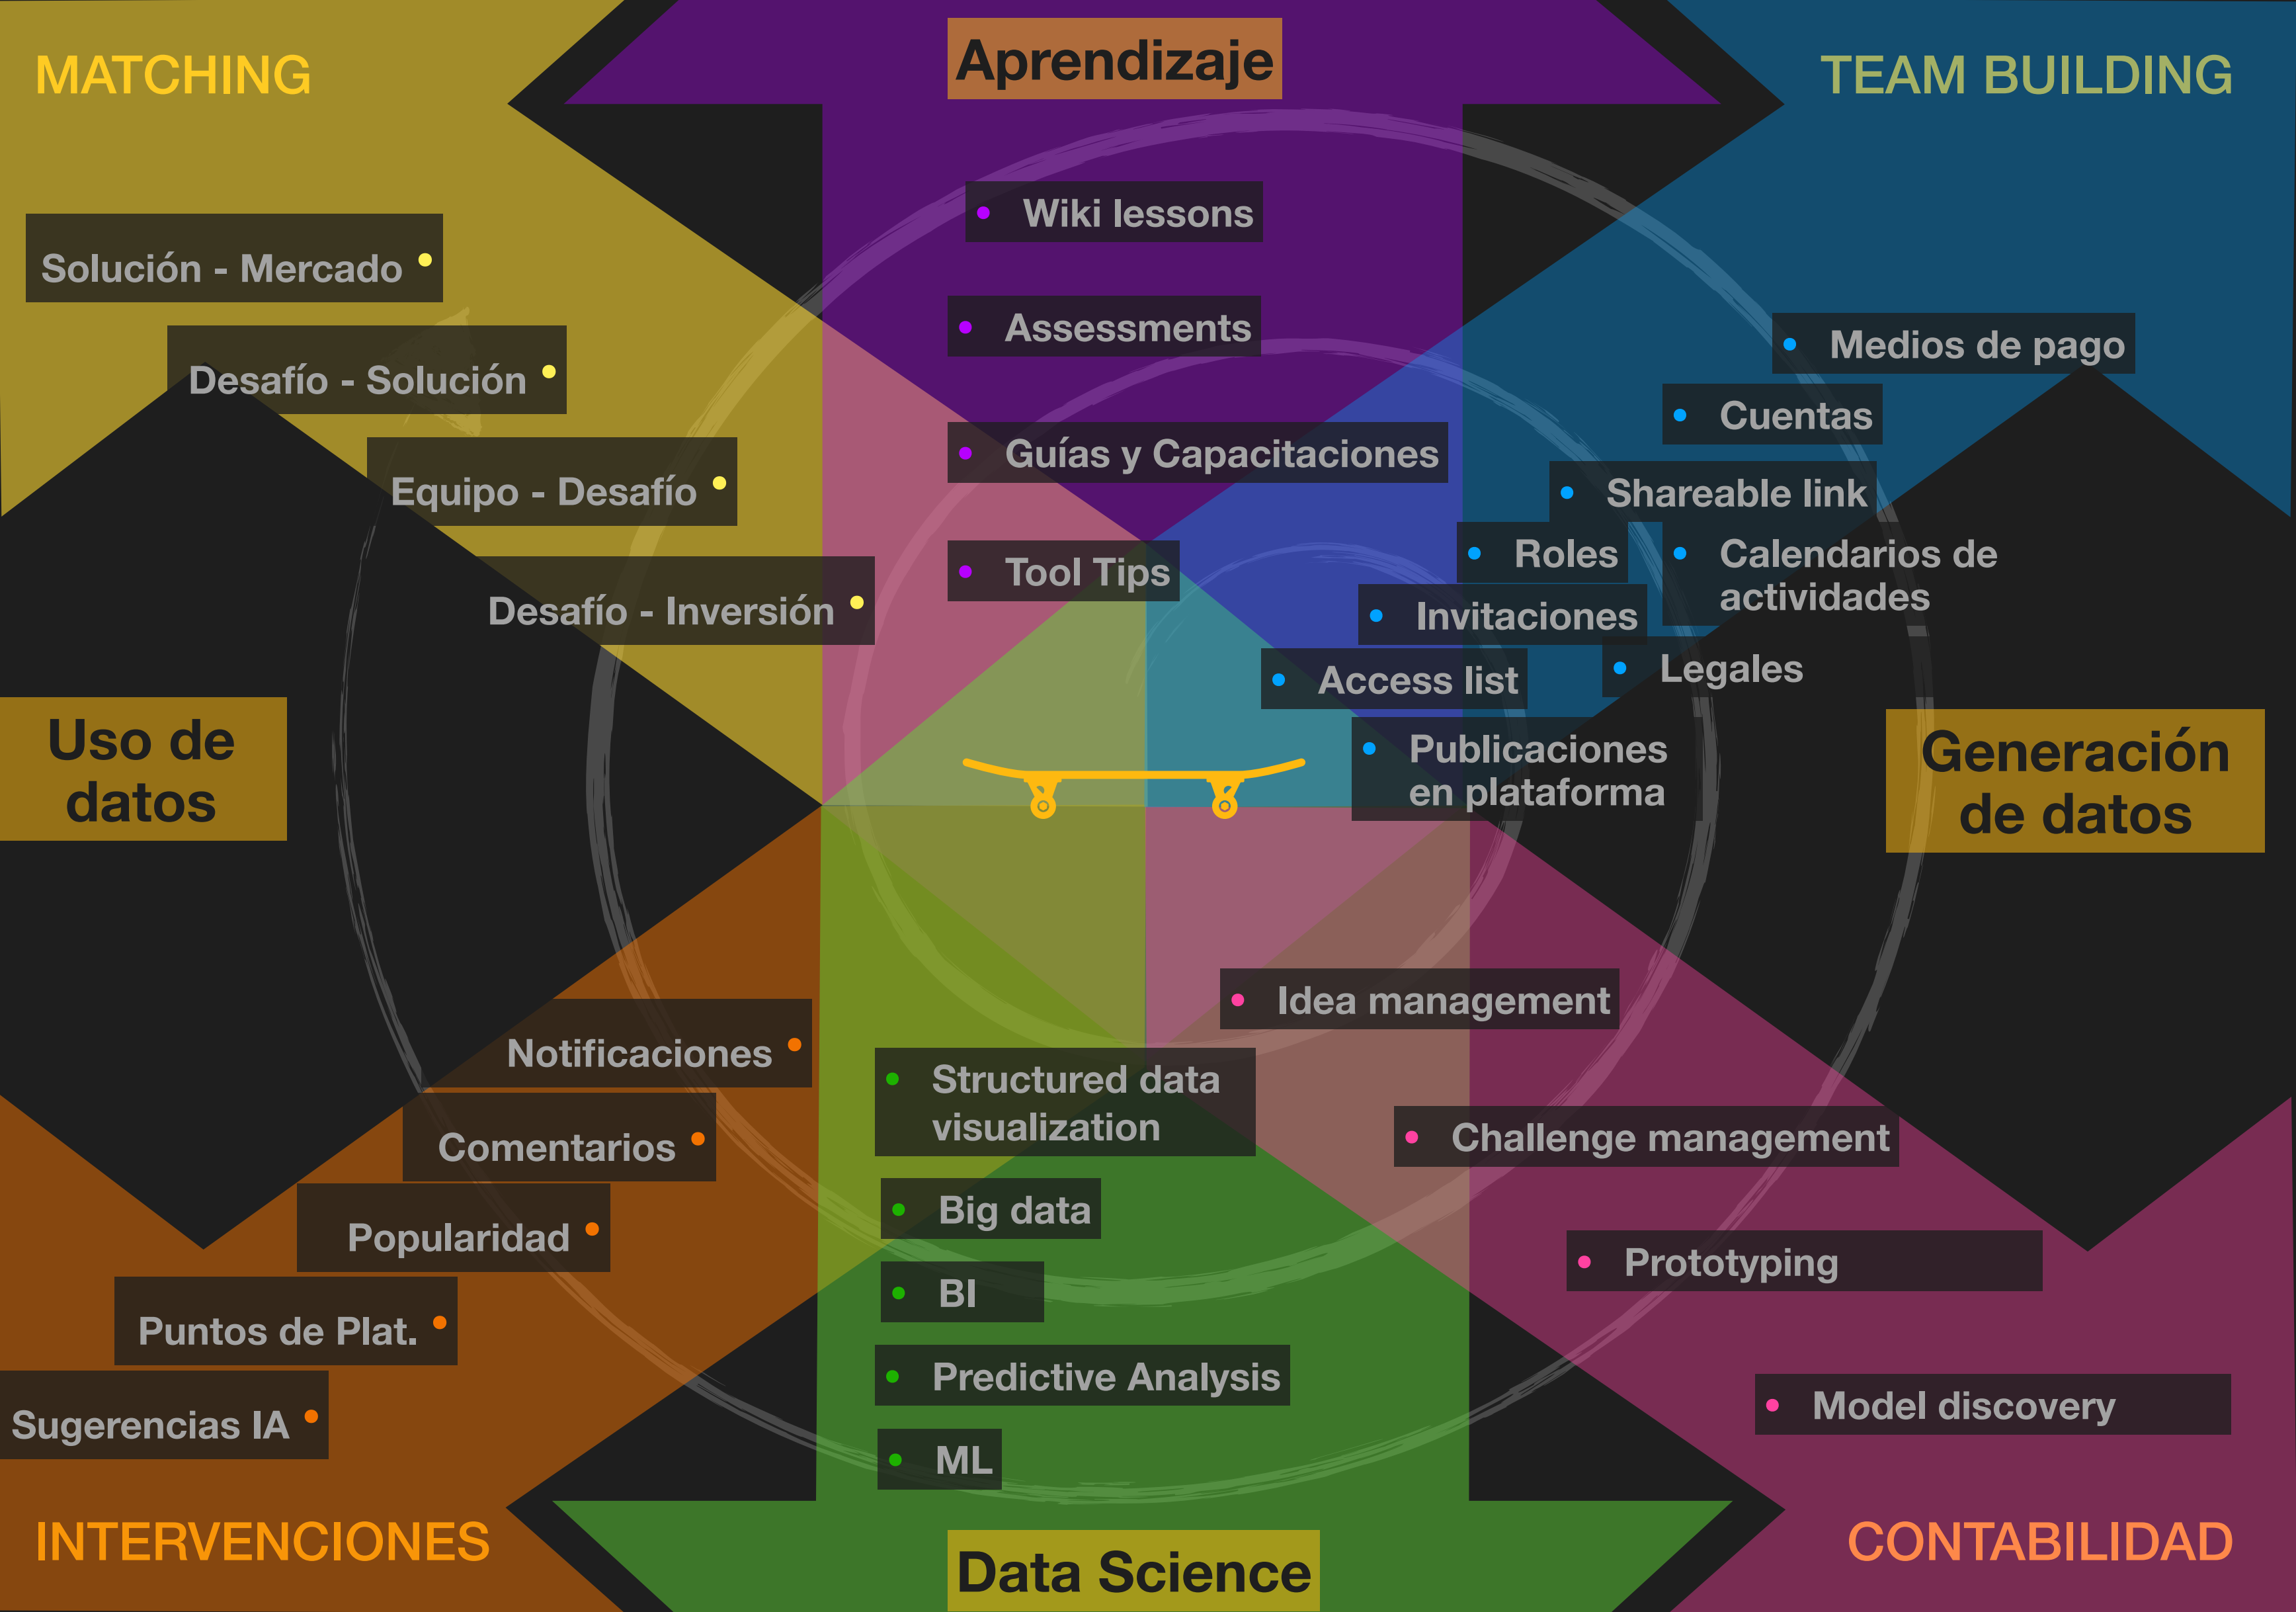 MATCHING
Aprendizaje
TEAM BUILDING
Solución - Mercado
Desafío - Solución
Equipo - Desafío
Desafío - Inversión
Wiki lessons
Assessments
Guías y Capacitaciones
Tool Tips
Medios de pago
Cuentas
Shareable link
Roles
Calendarios de
actividades
Invitaciones
Legales
Access list
Publicaciones
en plataforma
Uso de
datos
Generación
de datos
Notificaciones
Comentarios
Popularidad
Puntos de Plat.
Sugerencias IA
Structured data
visualization
Big data
BI
Predictive Analysis
ML
Idea management
Challenge management
Prototyping
Model discovery
INTERVENCIONES
Data Science
CONTABILIDAD